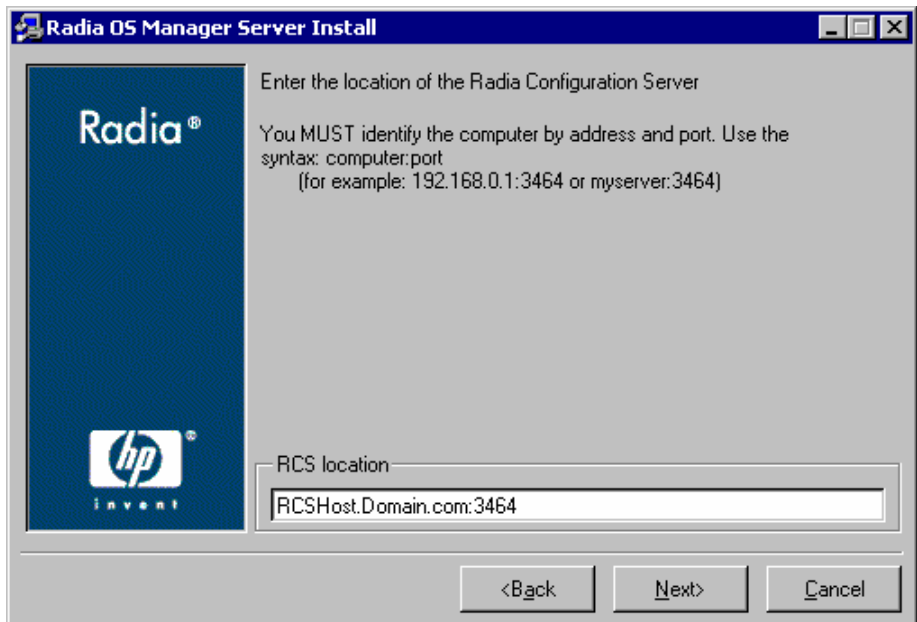 Radia OS Manager Server Install
Radia®
Enter the location of the Radia Configuration Server
You MUST identify the computer by address and port. Use the
syntax: computer:port
(for example: 192.168.0.1:3464 or myserver:3464)
hp®
invent
RCS location
RCSHost.Domain.com:3464
<Back
Next>
Cancel